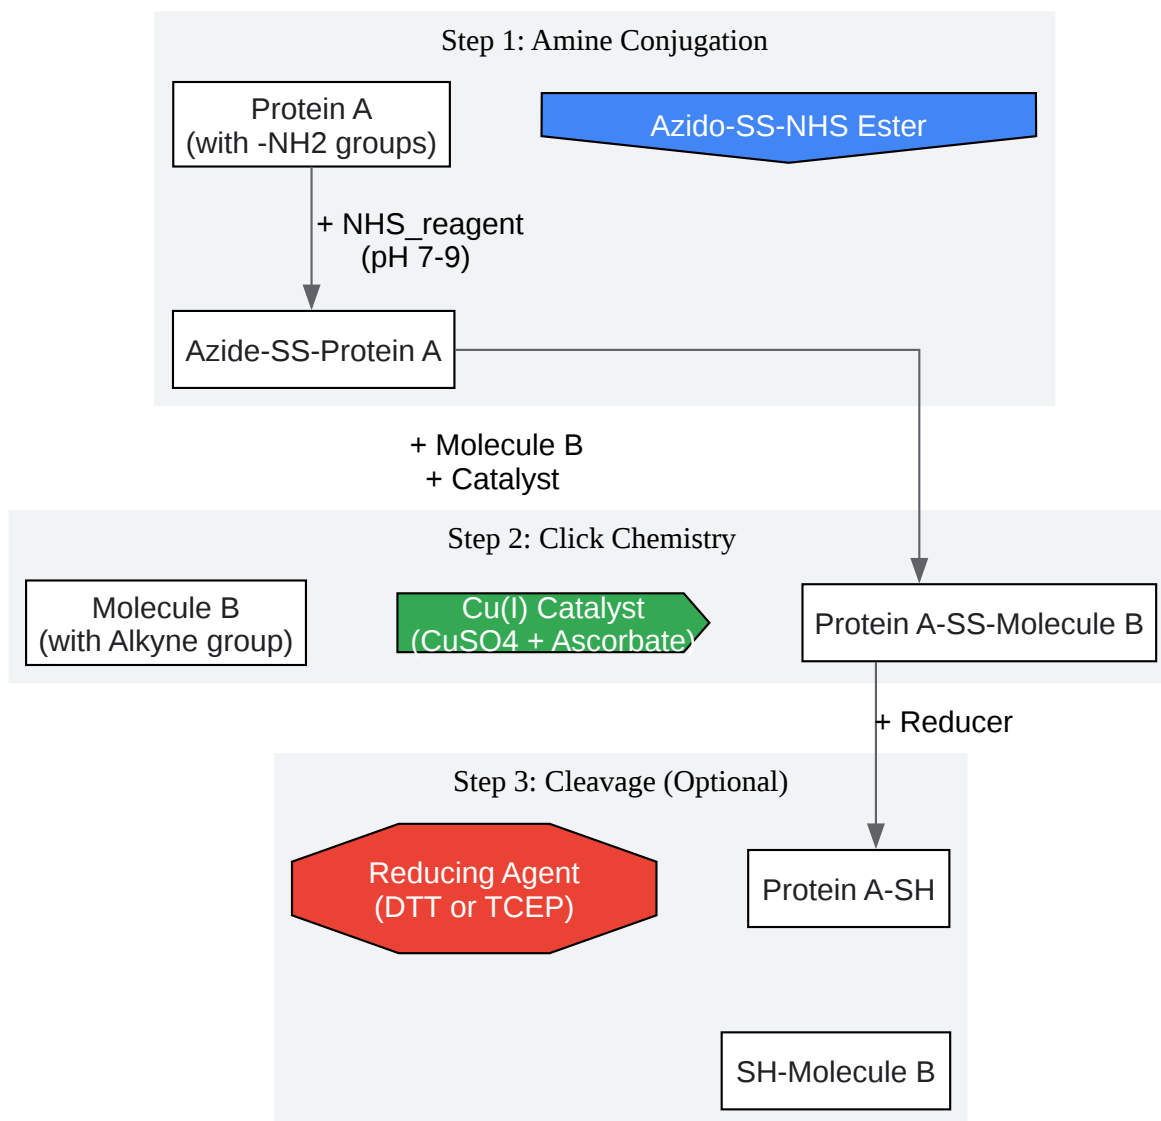 Step 1: Amine Conjugation
Protein A
(with -NH2 groups)
Azido-SS-NHS Ester
+ NHS_reagent
(pH 7-9)
Azide-SS-Protein A
+ Molecule B
+ Catalyst
Step 2: Click Chemistry
Molecule B
(with Alkyne group)
Cu(I) Catalyst
(CuSO4 + Ascorbate)
Protein A-SS-Molecule B
+ Reducer
Step 3: Cleavage (Optional)
Reducing Agent
(DTT or TCEP)
Protein A-SH
SH-Molecule B